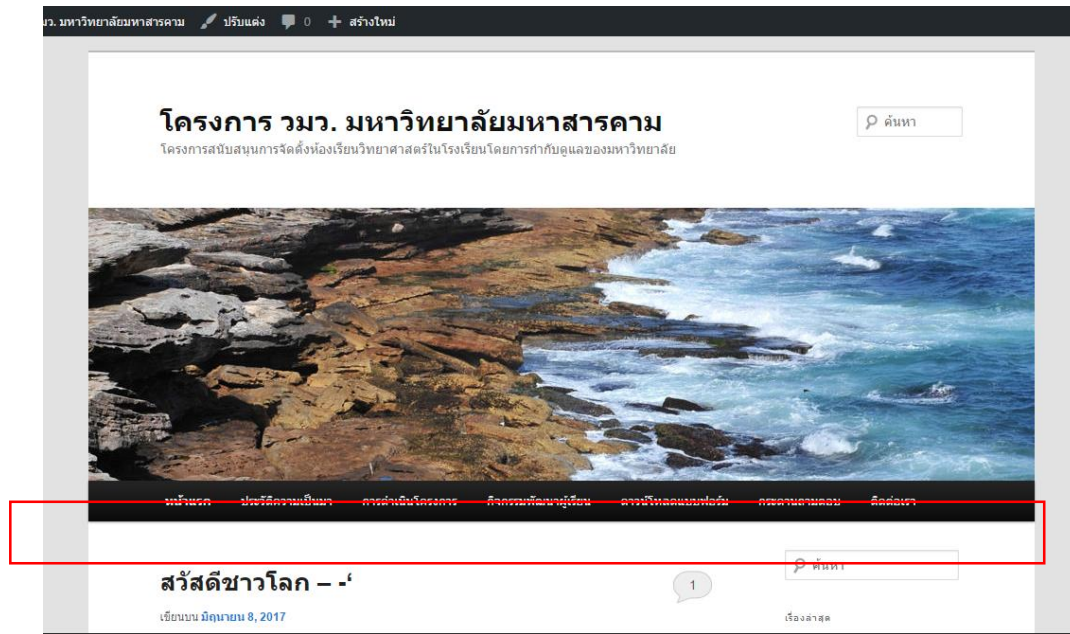 มว. มหาวิทยาลัยมหาสารคาม ปรับแต่ง 0 สร้างใหม่
โครงการ วมว. มหาวิทยาลัยมหาสารคาม
ค้นหา
โครงการสนับสนุนการจัดตั้งห้องเรียนวิทยาศาสตร์ในโรงเรียนโดยการกำกับดูแลของมหาวิทยาลัย
หน้าแรก ประวัติความเป็นมา การดำเนินโครงการ กิจกรรมพัฒนาผู้เรียน ดาวน์โหลดแบบฟอร์ม กระดานถามตอบ ติดต่อเรา
ค้นหา
สวัสดีชาวโลก – -‘
1
เขียนบน มิถุนายน 8, 2017
เรื่องล่าสุด